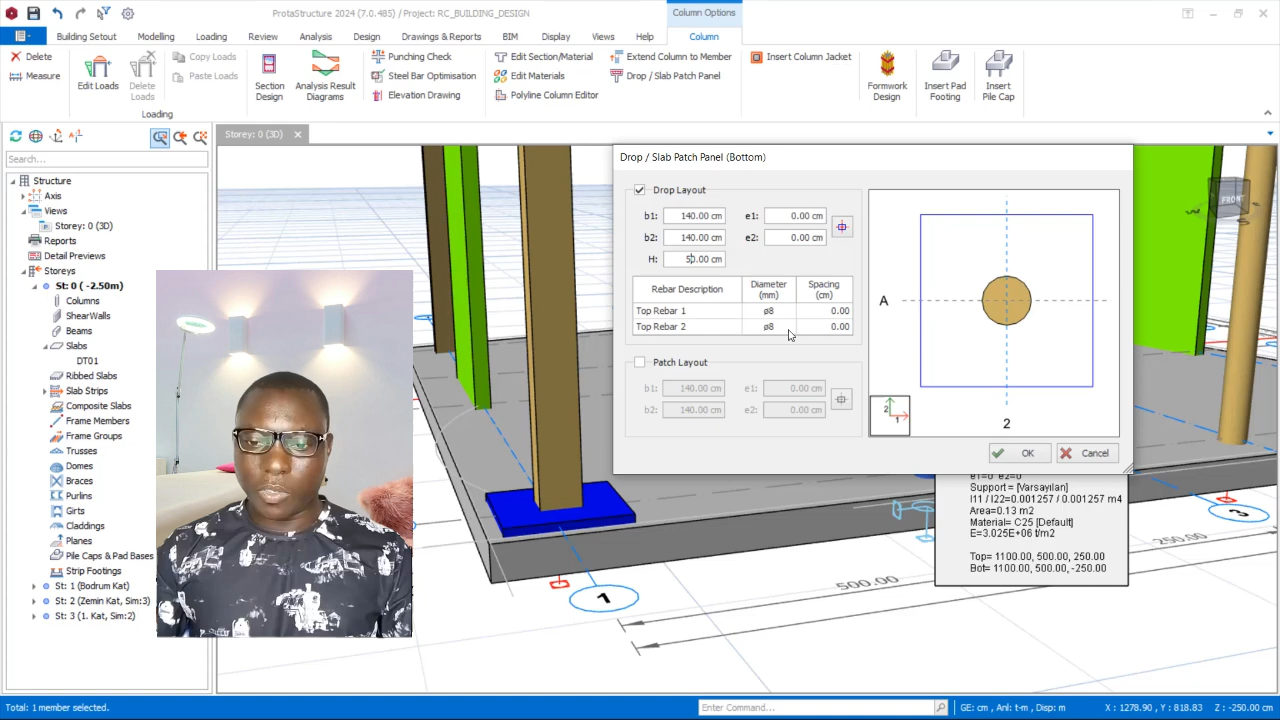 ProtaStructure 2024 (7.0.485) / Project: RC_BUILDING_DESIGN
Column Options
Building Setout
Modelling
Loading
Review
Analysis
Design
Drawings & Reports
BIM
Display
Views
Help
Column
Delete
Measure
Edit Loads
Delete Loads
Copy Loads
Paste Loads
Loading
Section Design
Analysis Result Diagrams
Punching Check
Steel Bar Optimisation
Elevation Drawing
Edit Section/Material
Edit Materials
Polyline Column Editor
Extend Column to Member
Drop / Slab Patch Panel
Insert Column Jacket
Formwork Design
Insert Pad Footing
Insert Pile Cap
Storey: 0 (3D)
Search...
Structure
Axis
Views
Storey: 0 (3D)
Reports
Detail Previews
Storeys
St: 0 ( -2.50m)
Columns
ShearWalls
Beams
Slabs
DT01
Ribbed Slabs
Slab Strips
Composite Slabs
Frame Members
Frame Groups
Trusses
Domes
Braces
Purlins
Girts
Claddings
Planes
Pile Caps & Pad Bases
Strip Footings
St: 1 (Bodrum Kat)
St: 2 (Zemin Kat, Sim:3)
St: 3 (1. Kat, Sim:2)
Drop / Slab Patch Panel (Bottom)
Drop Layout
b1: 140.00 cm e1: 0.00 cm
b2: 140.00 cm e2: 0.00 cm
H: 50.00 cm
Rebar Description Diameter (mm) Spacing (cm)
Top Rebar 1 ø8 0.00
Top Rebar 2 ø8 0.00
Patch Layout
b1: 140.00 cm e1: 0.00 cm
b2: 140.00 cm e2: 0.00 cm
A
2
2
1
OK
Cancel
FRONT
W
e1=0 e2=0
Support = [Varsayılan]
I11 / I22=0.001257 / 0.001257 m4
Area=0.13 m2
Material= C25 [Default]
E=3.025E+06 t/m2
Top= 1100.00, 500.00, 250.00
Bot= 1100.00, 500.00, -250.00
1
3
500.00
250.00
Total: 1 member selected.
Enter Command...
GE: cm , Anl: t-m , Disp: m
X : 1278.90 , Y : 818.83
Z : -250.00 cm